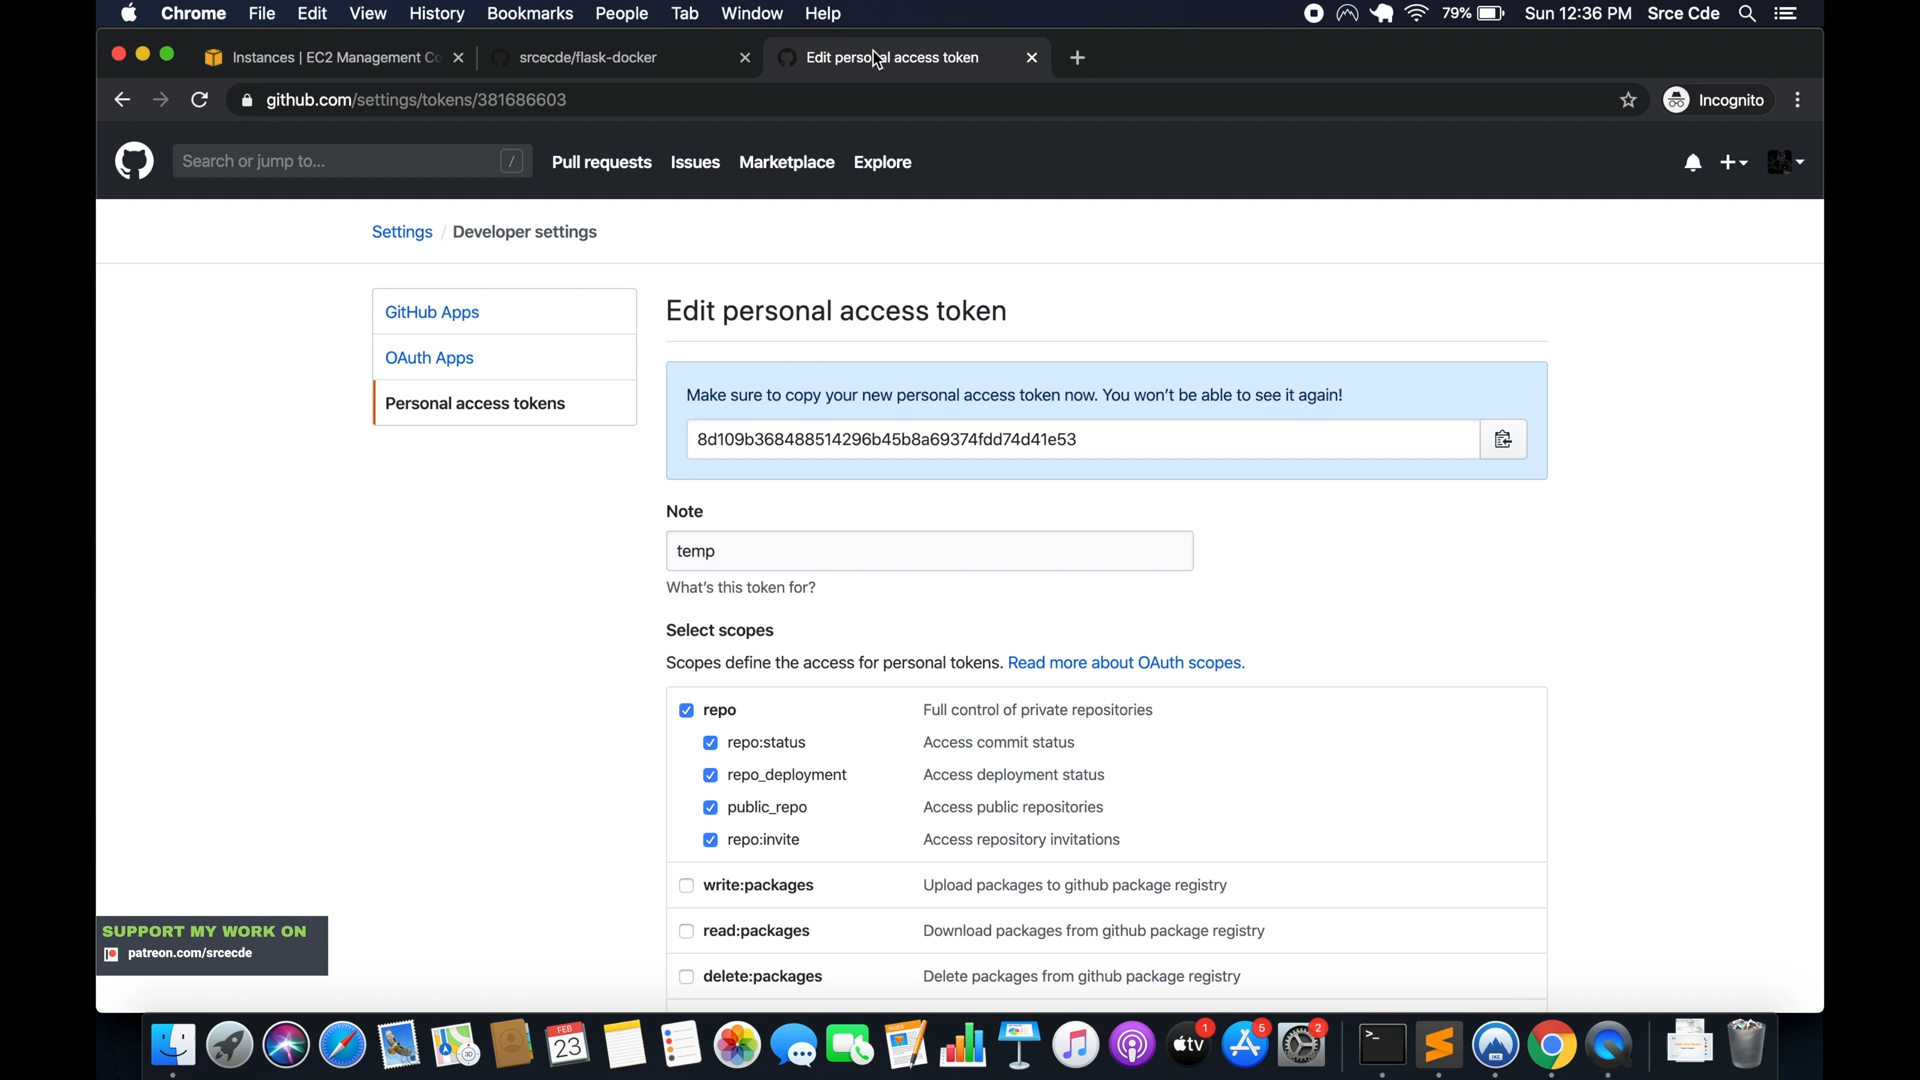 Chrome File Edit View History Bookmarks People Tab Window Help 79% Sun 12:36 PM Srce Cde
Instances | EC2 Management Co srcecde/flask-docker Edit personal access token
github.com/settings/tokens/381686603 Incognito
Search or jump to... / Pull requests Issues Marketplace Explore
Settings / Developer settings
GitHub Apps
OAuth Apps
Personal access tokens
Edit personal access token
Make sure to copy your new personal access token now. You won't be able to see it again!
8d109b368488514296b45b8a69374fdd74d41e53
Note
temp
What's this token for?
Select scopes
Scopes define the access for personal tokens. Read more about OAuth scopes.
repo Full control of private repositories
repo:status Access commit status
repo_deployment Access deployment status
public_repo Access public repositories
repo:invite Access repository invitations
write:packages Upload packages to github package registry
read:packages Download packages from github package registry
delete:packages Delete packages from github package registry
SUPPORT MY WORK ON
patreon.com/srcecde
FEB
23
3D
tv
1
5
2
>_
IKE